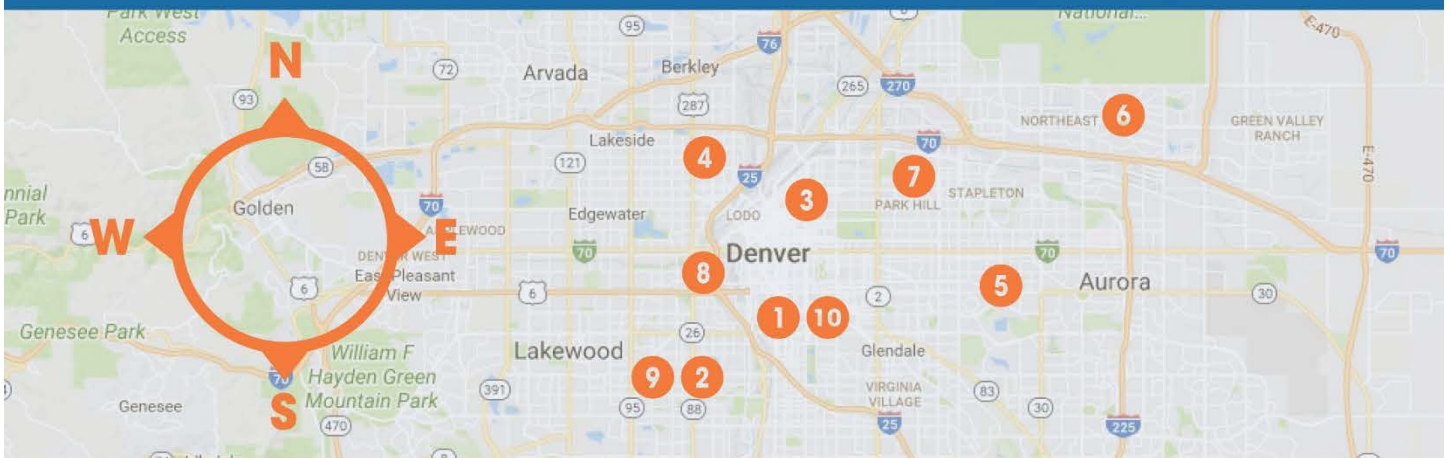 Park West
Access
95
National...
E-470
76
N
72
Arvada
Berkley
265
270
93
287
NORTHEAST
6
GREEN VALLEY
RANCH
Lakeside
4
70
58
121
25
7
E-470
Golden
70
3
PARK HILL
STAPLETON
Park
6
W
E
Edgewater
LODO
Denver
70
70
70
8
East Pleasant
View
6
6
5
Aurora
2
30
1
10
Genesee Park
26
Lakewood
Glendale
William F
Hayden Green
Mountain Park
70
9
2
391
VIRGINIA
VILLAGE
83
Genesee
S
95
88
30
470
25
225